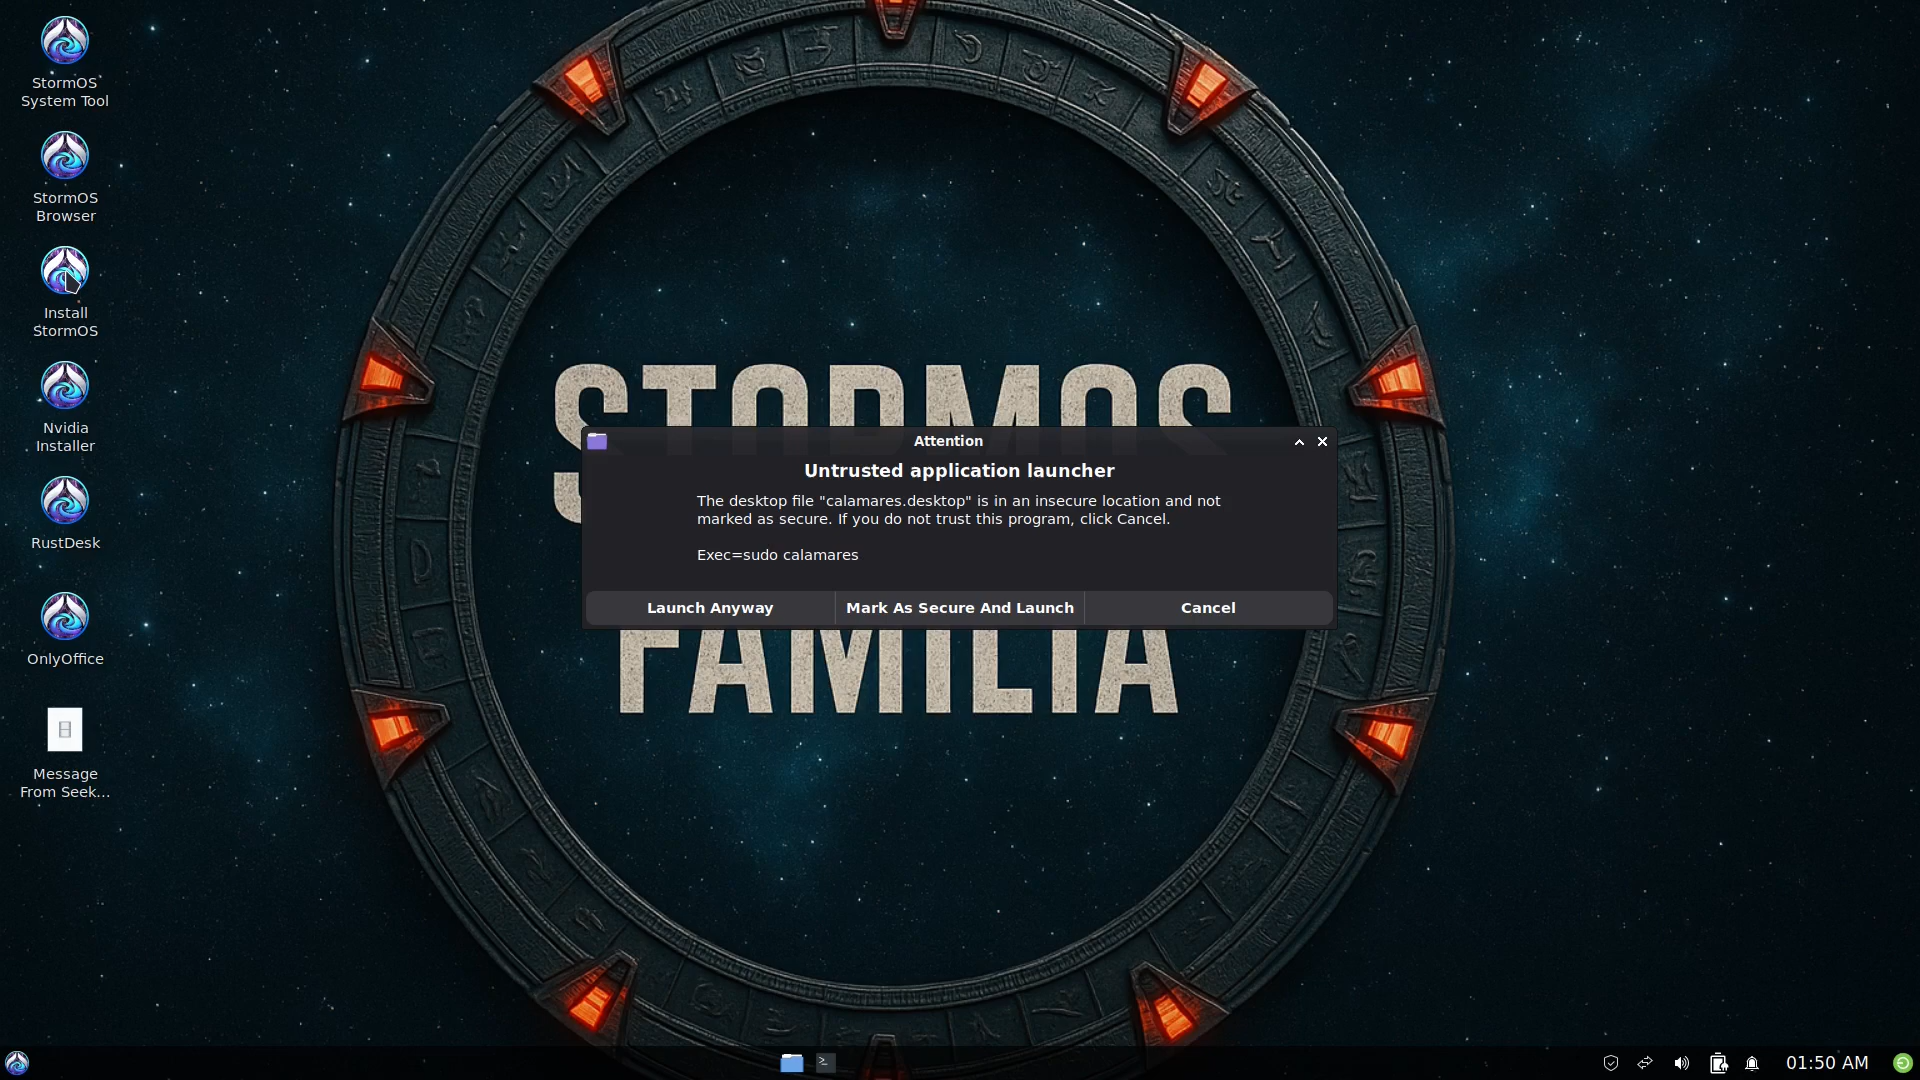 StormOS
System Tool
StormOS
Browser
Install
StormOS
Nvidia
Installer
RustDesk
OnlyOffice
Message
From Seek...
STORMOS
FAMILIA
Attention
Untrusted application launcher
The desktop file "calamares.desktop" is in an insecure location and not
marked as secure. If you do not trust this program, click Cancel.
Exec=sudo calamares
Launch Anyway
Mark As Secure And Launch
Cancel
01:50 AM